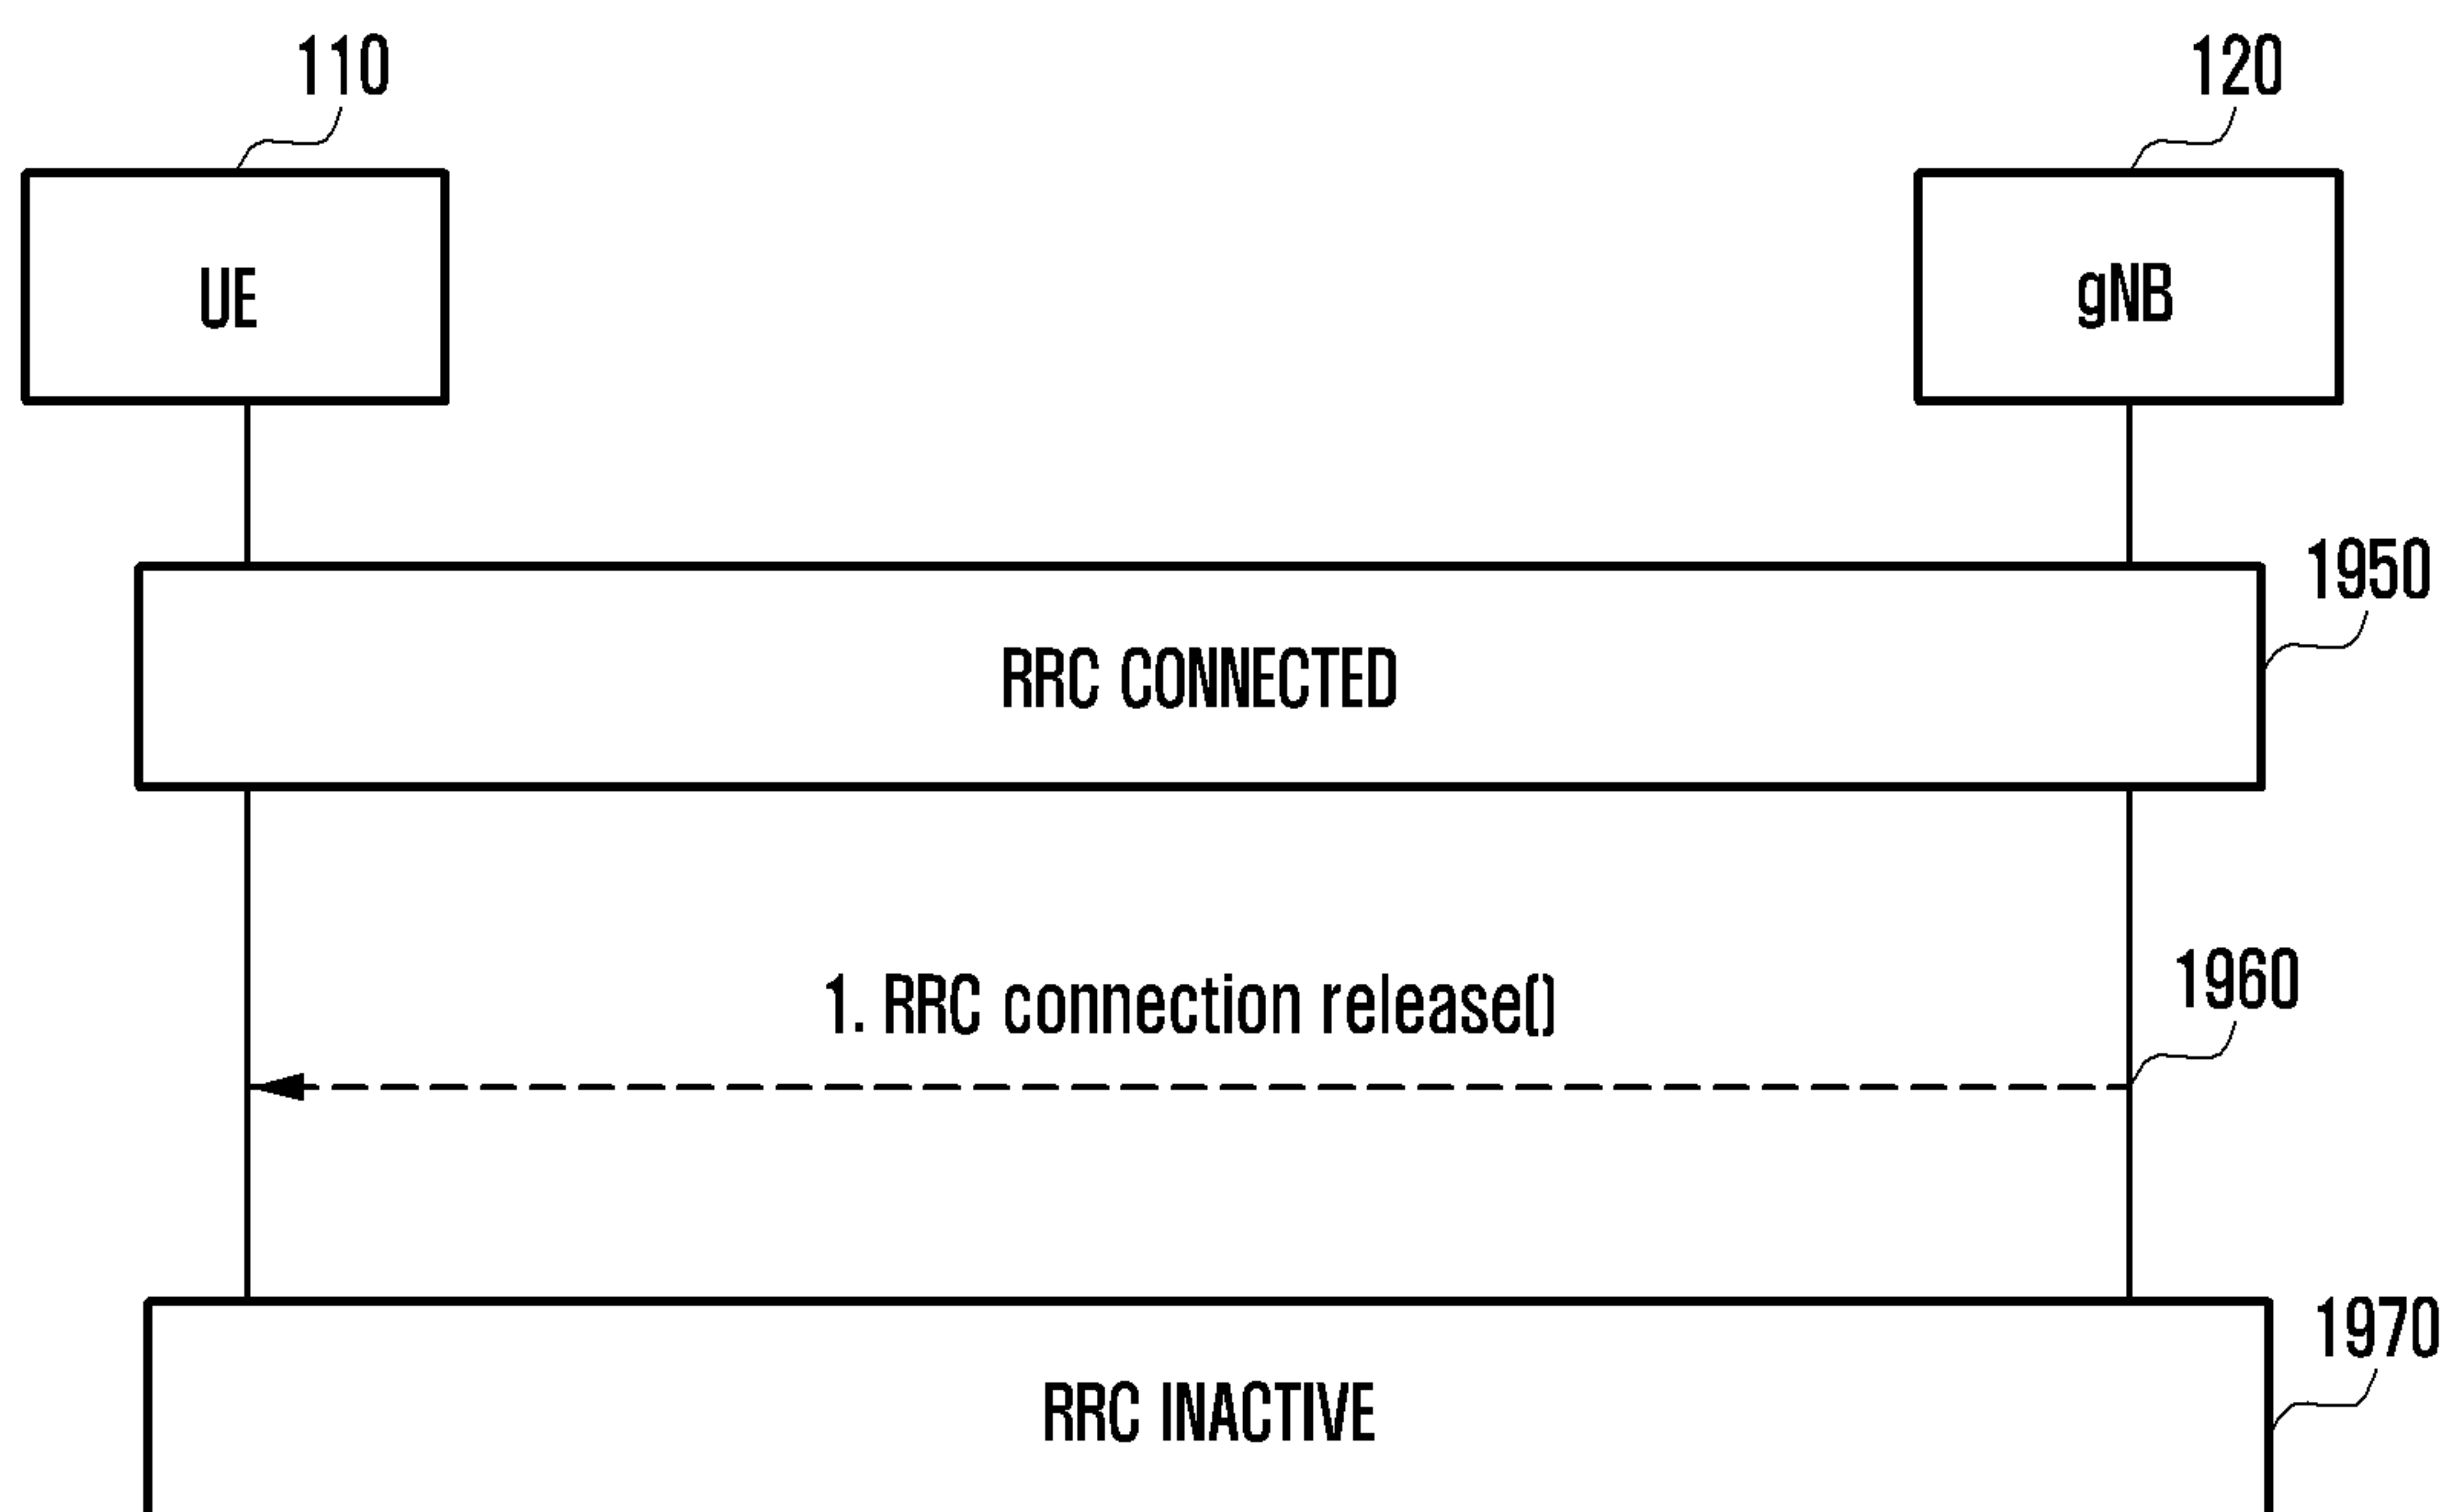 110
120
UE
gNB
1950
RRC CONNECTED
1960
1. RRC connection release()
1970
RRC INACTIVE